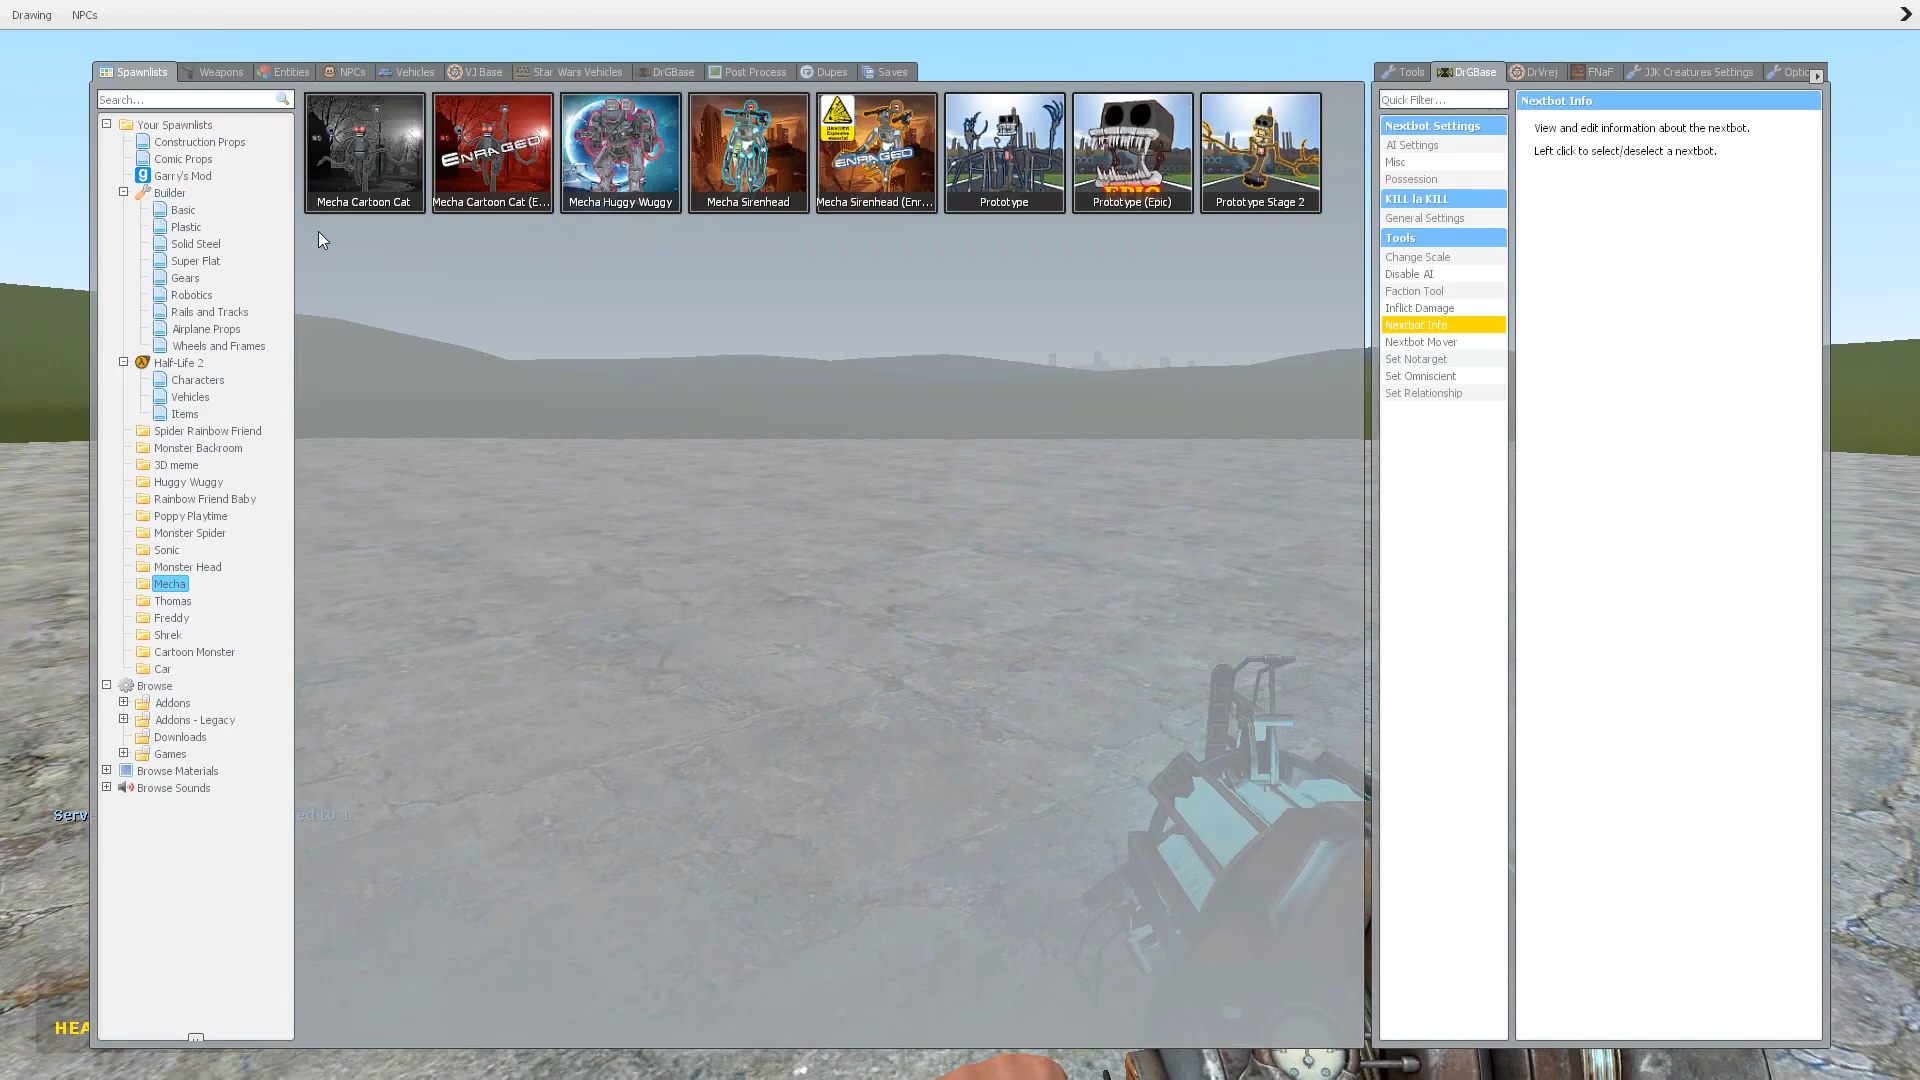 Drawing NPCs
Spawnlists Weapons Entities NPCs Vehicles VJ Base Star Wars Vehicles DrGBase Post Process Dupes Saves
Search...
Your Spawnlists
Construction Props
Comic Props
Garry's Mod
Builder
Basic
Plastic
Solid Steel
Super Flat
Gears
Robotics
Rails and Tracks
Airplane Props
Wheels and Frames
Half-Life 2
Characters
Vehicles
Items
Spider Rainbow Friend
Monster Backroom
3D meme
Huggy Wuggy
Rainbow Friend Baby
Poppy Playtime
Monster Spider
Sonic
Monster Head
Mecha
Thomas
Freddy
Shrek
Cartoon Monster
Car
Browse
Addons
Addons - Legacy
Downloads
Games
Browse Materials
Browse Sounds
Mecha Cartoon Cat
ENRAGED
Mecha Cartoon Cat (E...
Mecha Huggy Wuggy
Mecha Sirenhead
DANGER
ENRAGED
Mecha Sirenhead (Enr...
Prototype
EPIC
Prototype (Epic)
Prototype Stage 2
Serv
ed to 1
HEA
Tools DrGBase DrVrej FNaF JJK Creatures Settings Optic
Quick Filter...
Nextbot Settings
AI Settings
Misc
Possession
KILL la KILL
General Settings
Tools
Change Scale
Disable AI
Faction Tool
Inflict Damage
Nextbot Info
Nextbot Mover
Set Notarget
Set Omniscient
Set Relationship
Nextbot Info
View and edit information about the nextbot.
Left click to select/deselect a nextbot.